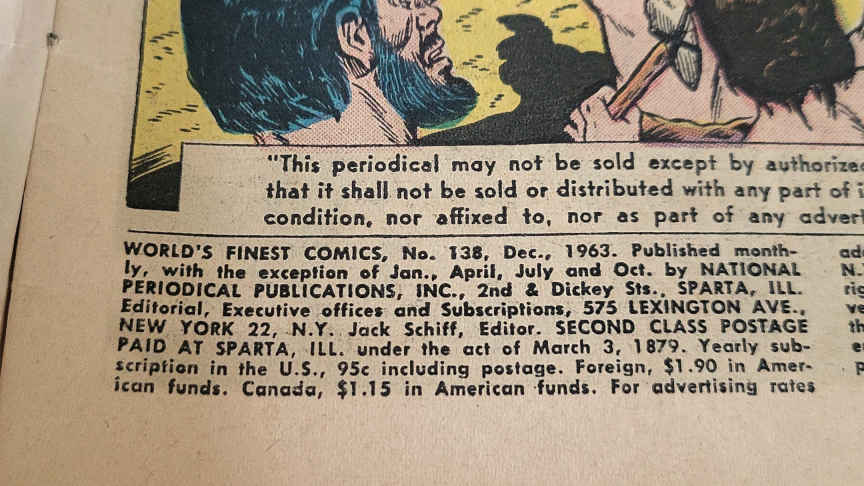 "This periodical may not be sold except by authorized
that it shall not be sold or distributed with any part of
condition, nor affixed to, nor as part of any
WORLD'S FINEST COMICS, No. 138, Dec., 1963. Published month-
ly, with the exception of Jan., April, July and Oct. by NATIONAL
PERIODICAL PUBLICATIONS, INC., 2nd & Dickey Sts., SPARTA, ILL.
Editorial, Executive offices and Subscriptions, 575 LEXINGTON AVE.,
NEW YORK 22, N.Y. Jack Schiff, Editor. SECOND CLASS POSTAGE
PAID AT SPARTA, ILL. under the act of March 3, 1879. Yearly sub-
scription in the U.S., 95c including postage. Foreign, $1.90 in Amer-
ican funds. Canada, $1.15 in American funds. For advertising rates